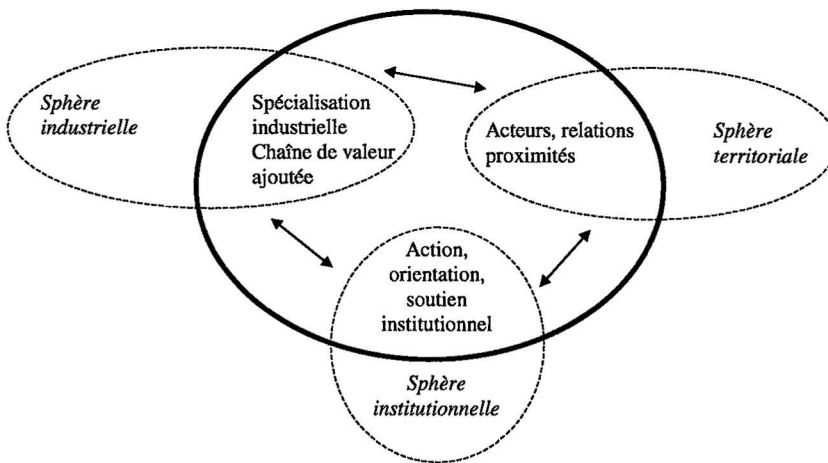 Sphère
industrielle
Spécialisation
industrielle
Chaîne de valeur
ajoutée
Acteurs, relations
proximités
Sphère
territoriale
Action,
orientation,
soutien
institutionnel
Sphère
institutionnelle